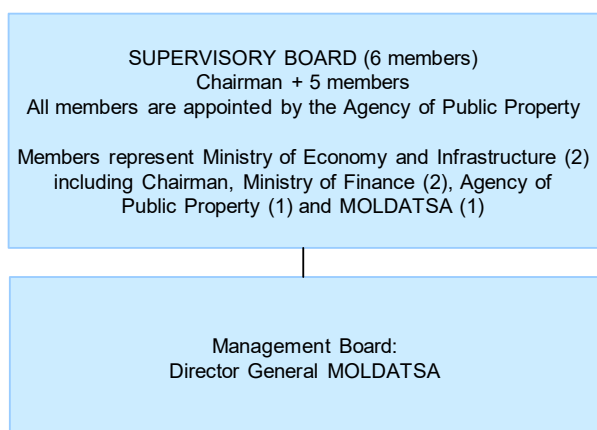 SUPERVISORY BOARD (6 members)
Chairman + 5 members
All members are appointed by the Agency of Public Property
Members represent Ministry of Economy and Infrastructure (2)
including Chairman, Ministry of Finance (2), Agency of
Public Property (1) and MOLDATSA (1)
Management Board:
Director General MOLDATSA